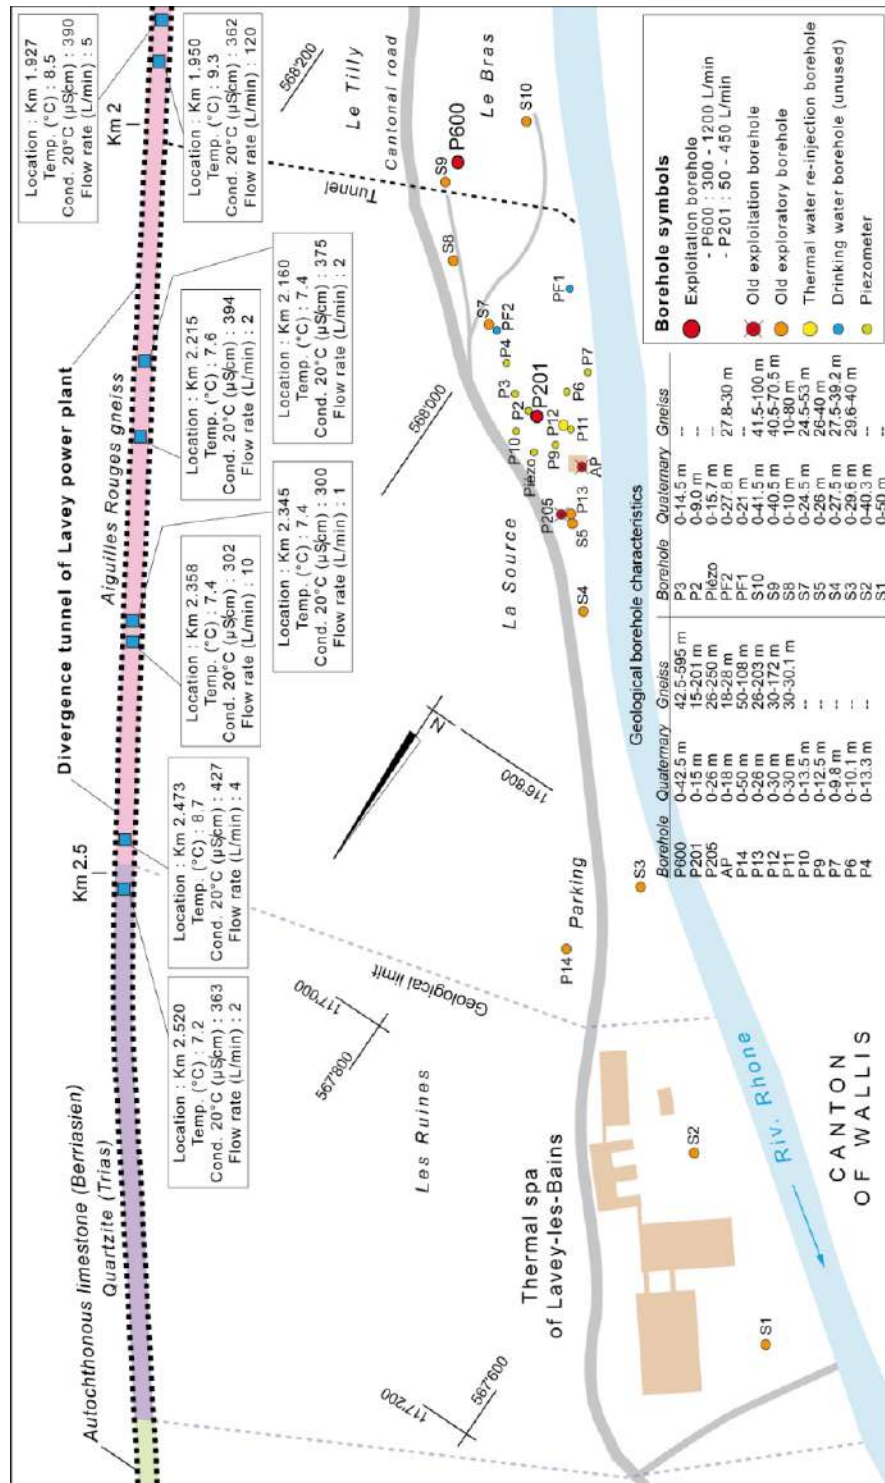 Autochthonous limestone (Berriasien)
Quartzite (Trias)
Km 2.5
Divergence tunnel of Lavey power plant
Aiguilles Rouges gneiss
Km 2
Location : Km 2.520
Temp. (°C) : 7.2
Cond. 20°C (µS/cm) : 363
Flow rate (L/min) : 2
Location : Km 2.473
Temp. (°C) : 8.7
Cond. 20°C (µS/cm) : 427
Flow rate (L/min) : 4
Location : Km 2.358
Temp. (°C) : 7.4
Cond. 20°C (µS/cm) : 302
Flow rate (L/min) : 10
Location : Km 2.345
Temp. (°C) : 7.4
Cond. 20°C (µS/cm) : 300
Flow rate (L/min) : 1
Location : Km 2.215
Temp. (°C) : 7.6
Cond. 20°C (µS/cm) : 394
Flow rate (L/min) : 2
Location : Km 2.160
Temp. (°C) : 7.4
Cond. 20°C (µS/cm) : 375
Flow rate (L/min) : 2
Location : Km 1.927
Temp. (°C) : 8.5
Cond. 20°C (µS/cm) : 390
Flow rate (L/min) : 5
Location : Km 1.950
Temp. (°C) : 9.3
Cond. 20°C (µS/cm) : 362
Flow rate (L/min) : 120
117'200
567'600
Les Ruines
117'000
567'800
Geological limit
N
116'800
568'000
568'200
Le Tilly
Cantonal road
Le Bras
Tunnel
La Source
Parking
Thermal spa
of Lavey-les-Bains
S1
S2
S3
P14
S4
S5
P205
P13
AP
Piézo
P9
P10
P11
P12
P2
P201
P3
P6
P4
P7
S7
PF2
PF1
S8
S9
P600
S10
Riv. Rhone
CANTON
OF WALLIS
Geological borehole characteristics
Borehole Quaternary Gneiss
P600 0-42.5 m 42.5-595 m
P201 0-15 m 15-201 m
P205 0-26 m 26-250 m
AP 0-18 m 18-28 m
P14 0-50 m 50-108 m
P13 0-26 m 26-203 m
P12 0-30 m 30-172 m
P11 0-30 m 30-30.1 m
P10 0-13.5 m --
P9 0-12.5 m --
P7 0-9.8 m --
P6 0-10.1 m --
P4 0-13.3 m --
Borehole Quaternary Gneiss
P3 0-14.5 m --
P2 0-9.0 m --
Piézo 0-15.7 m --
PF2 0-27.8 m 27.8-30 m
PF1 0-21 m --
S10 0-41.5 m 41.5-100 m
S9 0-40.5 m 40.5-70.5 m
S8 0-10 m 10-80 m
S7 0-24.5 m 24.5-53 m
S5 0-26 m 26-40 m
S4 0-27.5 m 27.5-39.2 m
S3 0-29.6 m 29.6-40 m
S2 0-40.3 m --
S1 0-50 m --
Borehole symbols
Exploitation borehole
- P600 : 300 - 1200 L/min
- P201 : 50 - 450 L/min
Old exploitation borehole
Old exploratory borehole
Thermal water re-injection borehole
Drinking water borehole (unused)
Piezometer